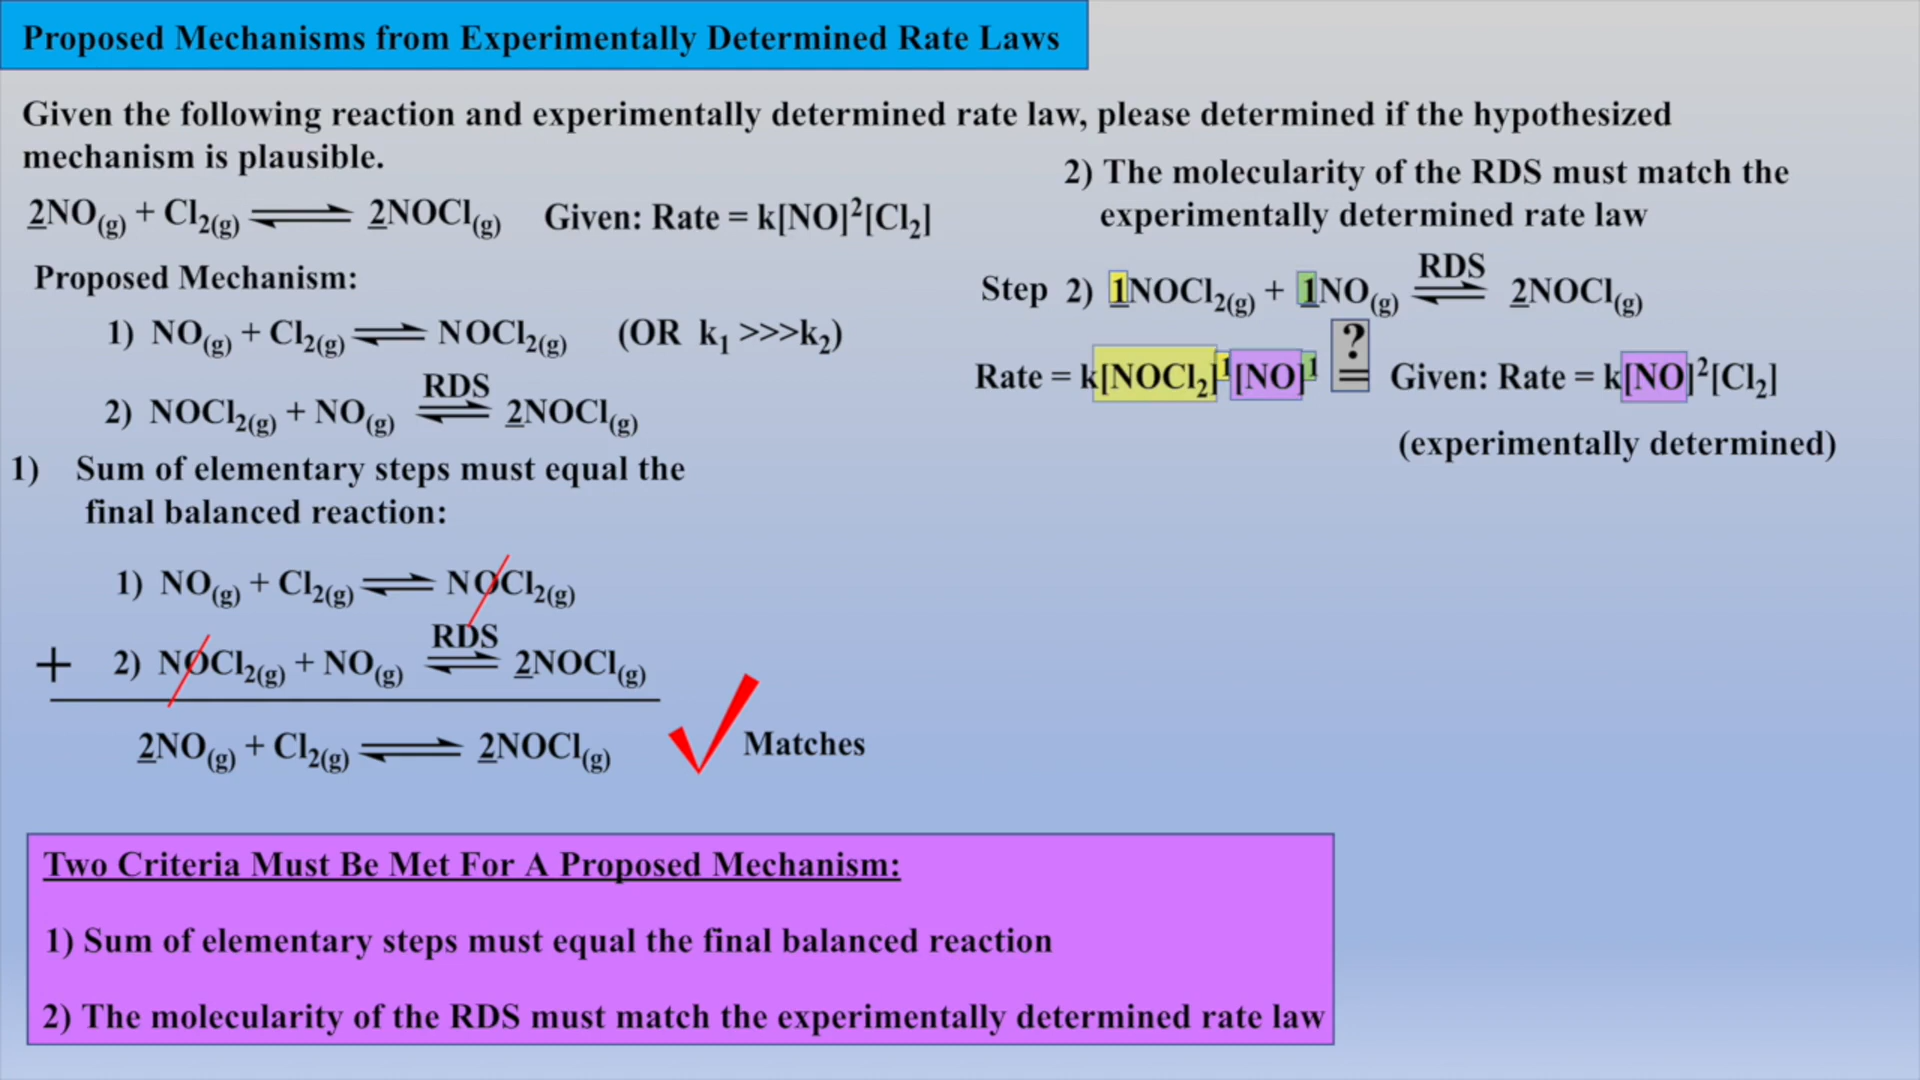 Proposed Mechanisms from Experimentally Determined Rate Laws
Given the following reaction and experimentally determined rate law, please determined if the hypothesized
mechanism is plausible.
2NO(g) + Cl₂(g) ⇌ 2NOCl(g) Given: Rate = k[NO]²[Cl₂]
Proposed Mechanism:
1) NO(g) + Cl₂(g) ⇌ NOCl₂(g) (OR k₁ >>>k₂)
RDS
2) NOCl₂(g) + NO(g) ⇌ 2NOCl(g)
1) Sum of elementary steps must equal the
final balanced reaction:
1) NO(g) + Cl₂(g) ⇌ NOCl₂(g)
RDS
+ 2) NOCl₂(g) + NO(g) ⇌ 2NOCl(g)
2NO(g) + Cl₂(g) ⇌ 2NOCl(g) ✓ Matches
2) The molecularity of the RDS must match the
experimentally determined rate law
RDS
Step 2) 1NOCl₂(g) + 1NO(g) ⇌ 2NOCl(g)
?
Rate = k[NOCl₂]¹[NO]¹ = Given: Rate = k[NO]²[Cl₂]
(experimentally determined)
Two Criteria Must Be Met For A Proposed Mechanism:
1) Sum of elementary steps must equal the final balanced reaction
2) The molecularity of the RDS must match the experimentally determined rate law